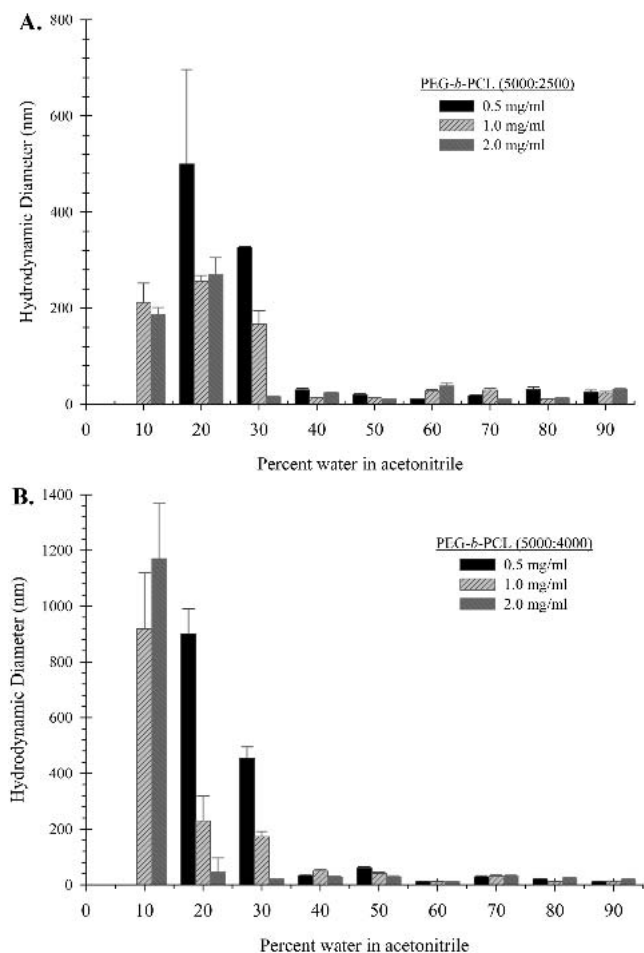 A.
800
600
400
200
0
Hydrodynamic Diameter (nm)
PEG-b-PCL (5000:2500)
0.5 mg/ml
1.0 mg/ml
2.0 mg/ml
0 10 20 30 40 50 60 70 80 90
Percent water in acetonitrile
B.
1400
1200
1000
800
600
400
200
0
Hydrodynamic Diameter (nm)
PEG-b-PCL (5000:4000)
0.5 mg/ml
1.0 mg/ml
2.0 mg/ml
0 10 20 30 40 50 60 70 80 90
Percent water in acetonitrile